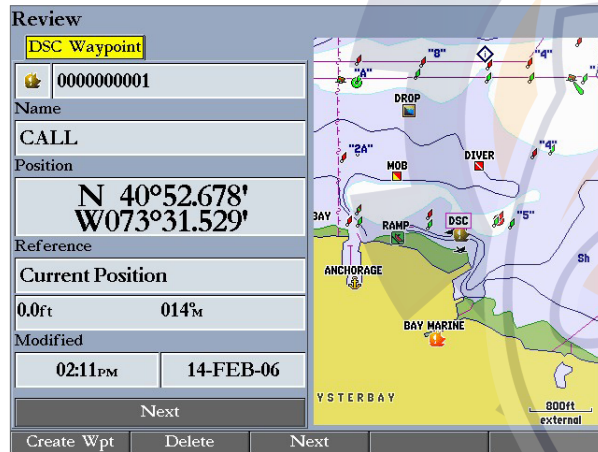 Review
DSC Waypoint
0000000001
Name
CALL
Position
N 40°52.678'
W073°31.529'
Reference
Current Position
0.0ft 014°M
Modified
02:11PM 14-FEB-06
Next
Create Wpt Delete Next
"8" "4"
"A"
DROP
"2A" "4"
MOB DIVER
BAY RAMP DSC "5"
Sh
ANCHORAGE
BAY MARINE
YSTERBAY
800ft
external